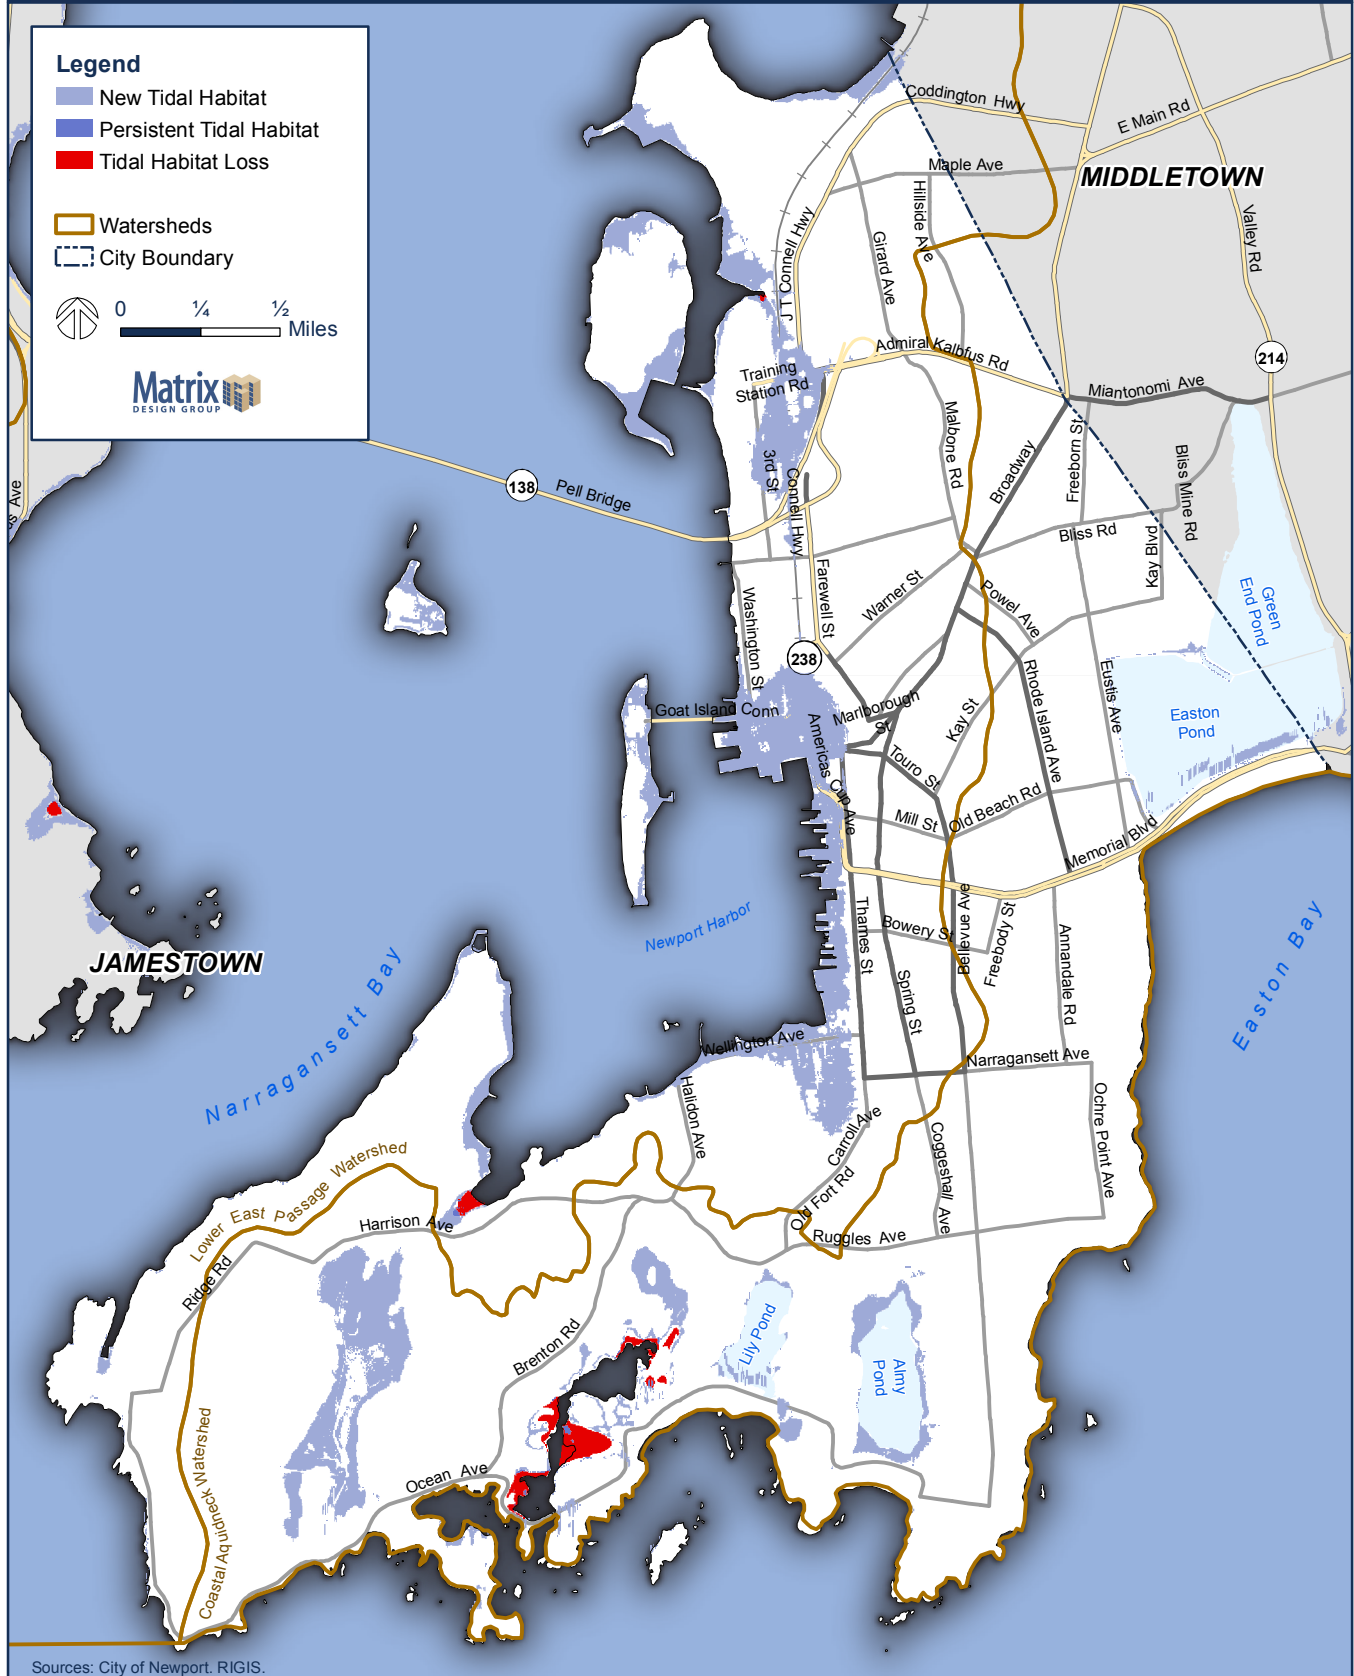 Legend
New Tidal Habitat
Persistent Tidal Habitat
Tidal Habitat Loss
Watersheds
City Boundary
0 ¼ ½
Miles
Matrix
DESIGN GROUP
Coddington Hwy
E Main Rd
Maple Ave
MIDDLETOWN
Hillside Ave
Valley Rd
J T Connell Hwy
Girard Ave
Admiral Kalbfus Rd
214
Training
Station Rd
Miantonomi Ave
Malbone Rd
Broadway
Freeborn St
Bliss Mine Rd
3rd St
Connell Hwy
138
Pell Bridge
Ave
Bliss Rd
Kay Blvd
Farewell St
Warner St
Powel Ave
Green
End Pond
Washington St
238
Rhode Island Ave
Eustis Ave
Goat Island Conn
Marlborough
St
Kay St
Easton
Pond
Americas Cup Ave
Touro St
Mill St
Old Beach Rd
Memorial Blvd
Newport Harbor
Thames St
Bowery St
Bellevue Ave
Freebody St
Annandale Rd
Easton Bay
JAMESTOWN
Narragansett Bay
Spring St
Wellington Ave
Narragansett Ave
Halidon Ave
Carroll Ave
Coggeshall Ave
Ochre Point Ave
Lower East Passage Watershed
Harrison Ave
Old Fort Rd
Ruggles Ave
Ridge Rd
Brenton Rd
Lily Pond
Almy
Pond
Ocean Ave
Coastal Aquidneck Watershed
Sources: City of Newport. RIGIS.